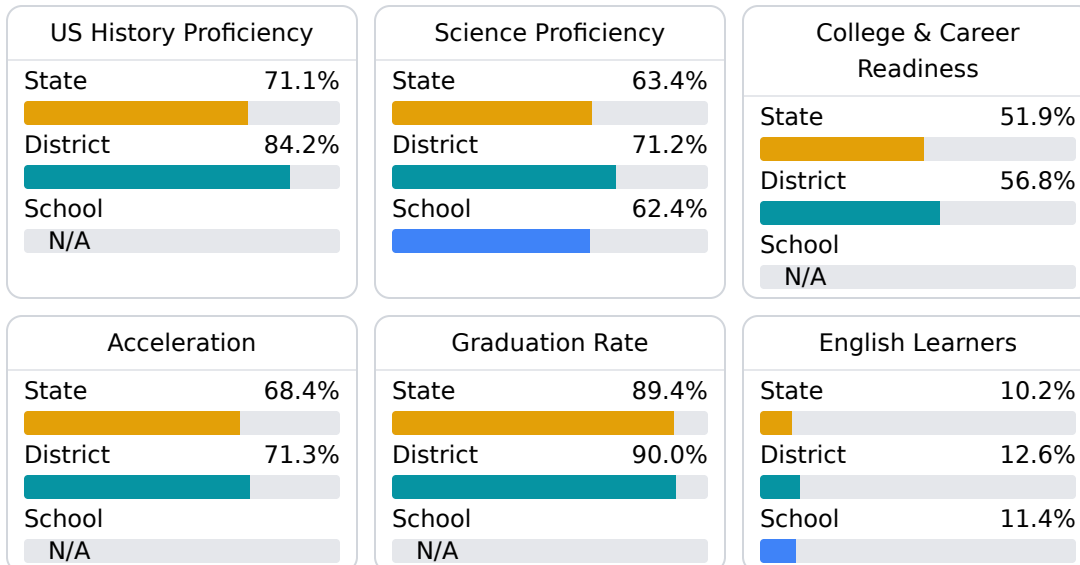 US History Proficiency
State 71.1%
District 84.2%
School
N/A
Science Proficiency
State 63.4%
District 71.2%
School 62.4%
College & Career
Readiness
State 51.9%
District 56.8%
School
N/A
Acceleration
State 68.4%
District 71.3%
School
N/A
Graduation Rate
State 89.4%
District 90.0%
School
N/A
English Learners
State 10.2%
District 12.6%
School 11.4%